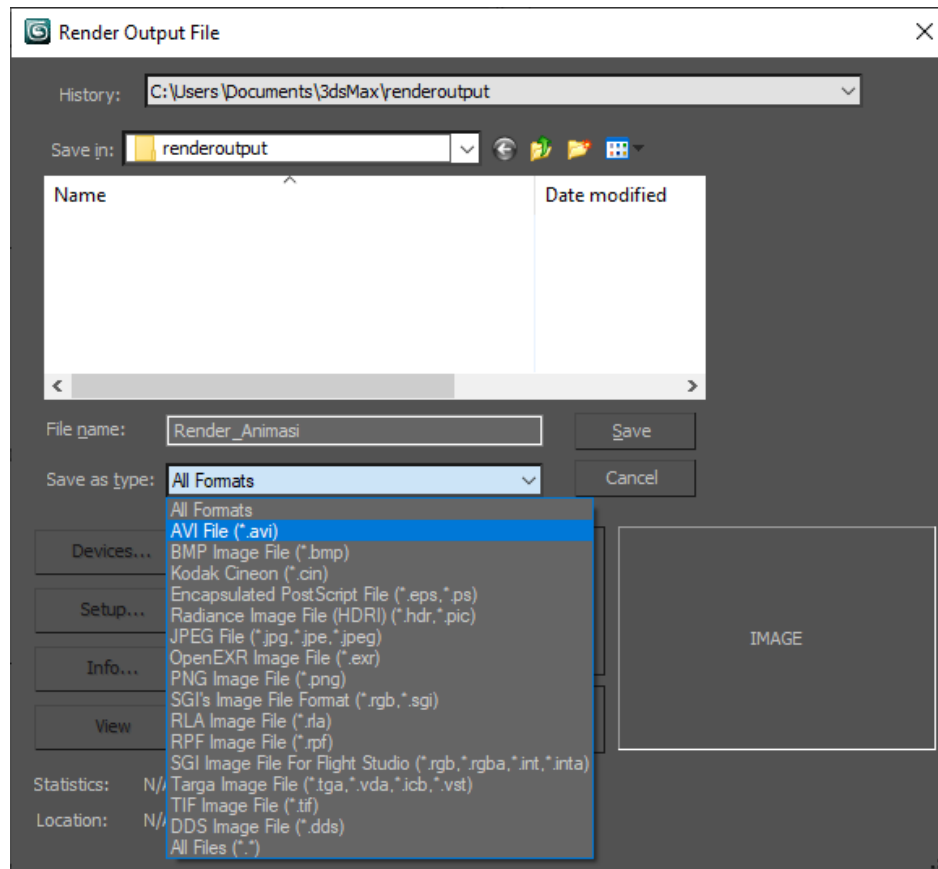 Render Output File
History: C:\Users\Documents\3dsMax\renderoutput
Save in: renderoutput
Name Date modified
File name: Render_Animasi Save
Save as type: All Formats Cancel
All Formats
AVI File (*.avi)
Devices... BMP Image File (*.bmp)
Kodak Cineon (*.cin)
Encapsulated PostScript File (*.eps,*.ps)
Setup... Radiance Image File (HDRI) (*.hdr,*.pic)
JPEG File (*.jpg,*.jpe,*.jpeg) IMAGE
OpenEXR Image File (*.exr)
Info... PNG Image File (*.png)
SGI's Image File Format (*.rgb,*.sgi)
View RLA Image File (*.rla)
RPF Image File (*.rpf)
SGI Image File For Flight Studio (*.rgb,*.rgba,*.int,*.inta)
Statistics: N/ Targa Image File (*.tga,*.vda,*.icb,*.vst)
TIF Image File (*.tif)
Location: N/ DDS Image File (*.dds)
All Files (*.*)